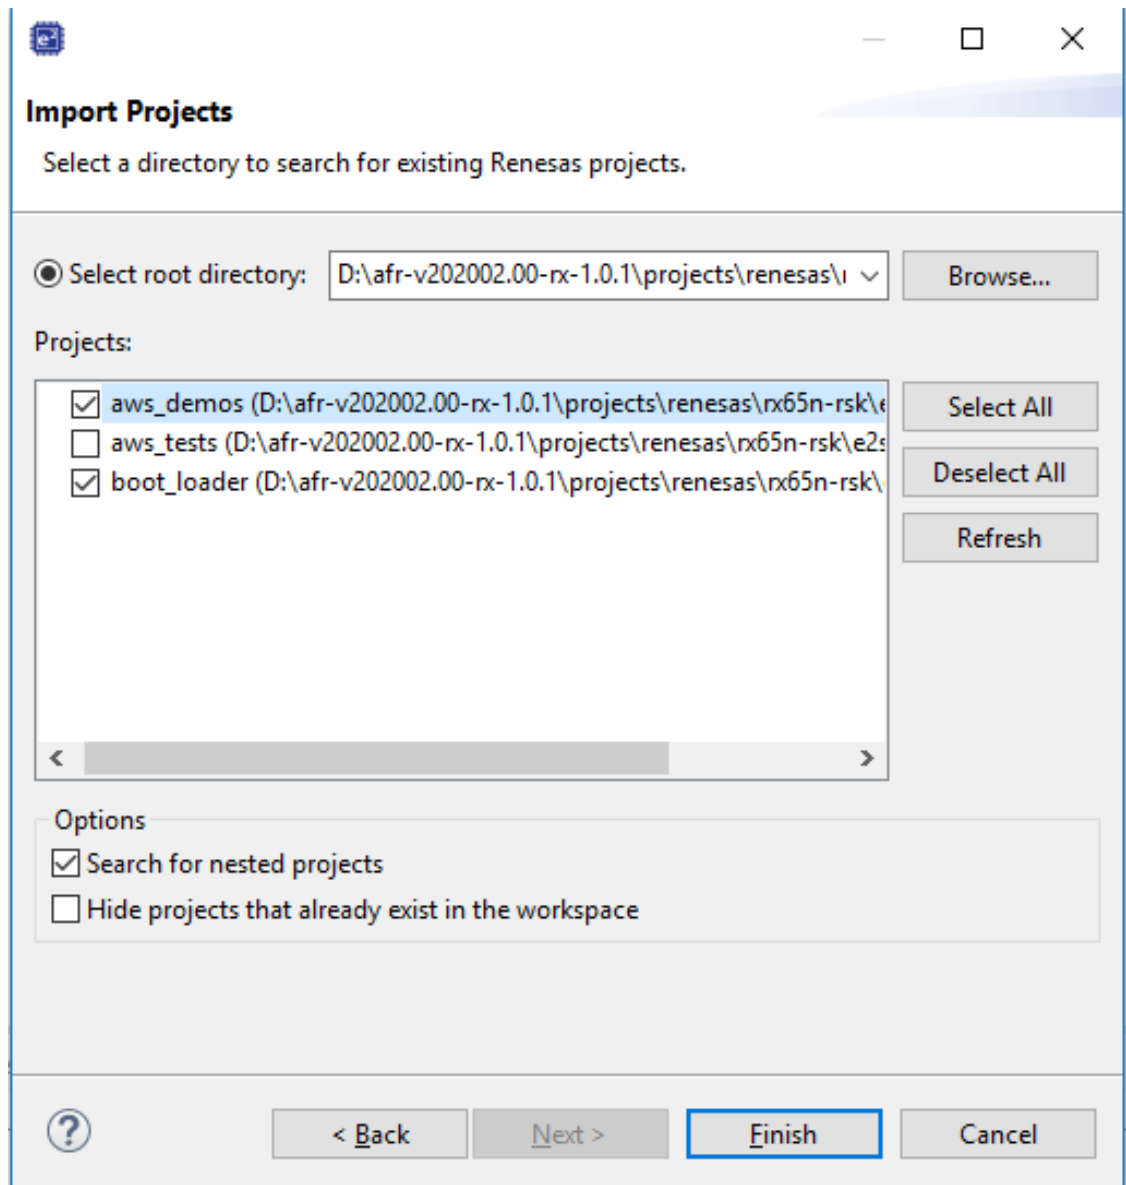 e²
Import Projects
Select a directory to search for existing Renesas projects.
Select root directory: D:\afr-v202002.00-rx-1.0.1\projects\renesas\ Browse...
Projects:
aws_demos (D:\afr-v202002.00-rx-1.0.1\projects\renesas\rx65n-rsk\e
aws_tests (D:\afr-v202002.00-rx-1.0.1\projects\renesas\rx65n-rsk\e2s
boot_loader (D:\afr-v202002.00-rx-1.0.1\projects\renesas\rx65n-rsk\
Select All
Deselect All
Refresh
Options
Search for nested projects
Hide projects that already exist in the workspace
? < Back Next > Finish Cancel